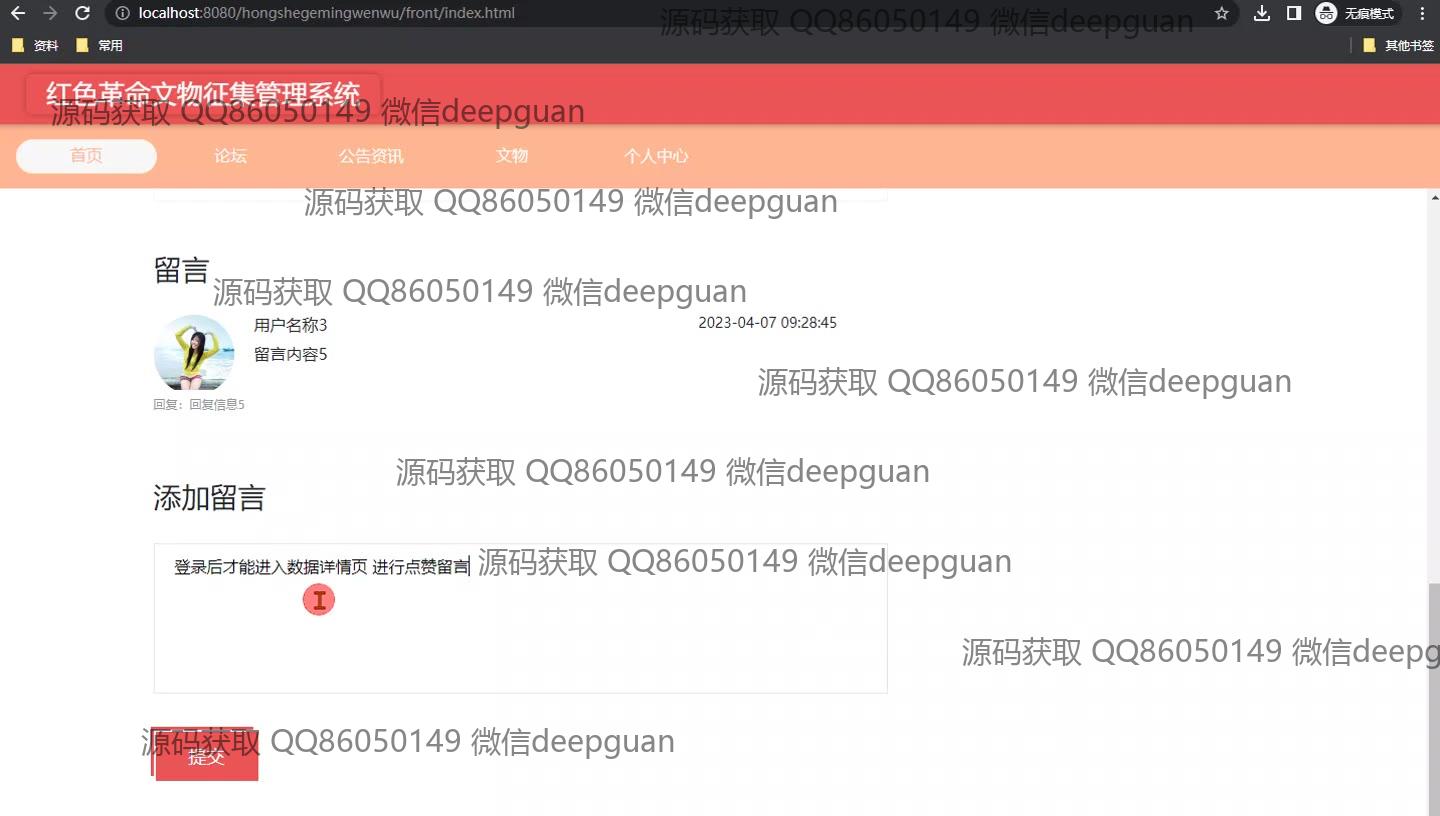 localhost:8080/hongshegemingwenwu/front/index.html
无痕模式
源码获取 QQ86050149 微信deepguan
资料
常用
其他书签
红色革命文物征集管理系统
源码获取 QQ86050149 微信deepguan
首页
论坛
公告资讯
文物
个人中心
源码获取 QQ86050149 微信deepguan
留言
源码获取 QQ86050149 微信deepguan
用户名称3
2023-04-07 09:28:45
留言内容5
源码获取 QQ86050149 微信deepguan
回复：回复信息5
源码获取 QQ86050149 微信deepguan
添加留言
登录后才能进入数据详情页 进行点赞留言
源码获取 QQ86050149 微信deepguan
源码获取 QQ86050149 微信deepg
源码获取 QQ86050149 微信deepguan
提交